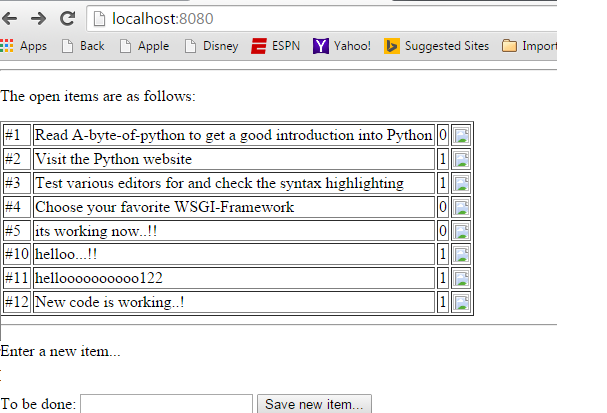 localhost:8080
Apps Back Apple Disney ESPN Yahoo! Suggested Sites Import
The open items are as follows:
#1 Read A-byte-of-python to get a good introduction into Python 0
#2 Visit the Python website 1
#3 Test various editors for and check the syntax highlighting 1
#4 Choose your favorite WSGI-Framework 0
#5 its working now..!! 0
#10 helloo...!! 1
#11 helloooooooooo122 1
#12 New code is working..! 1
Enter a new item...
To be done: Save new item...